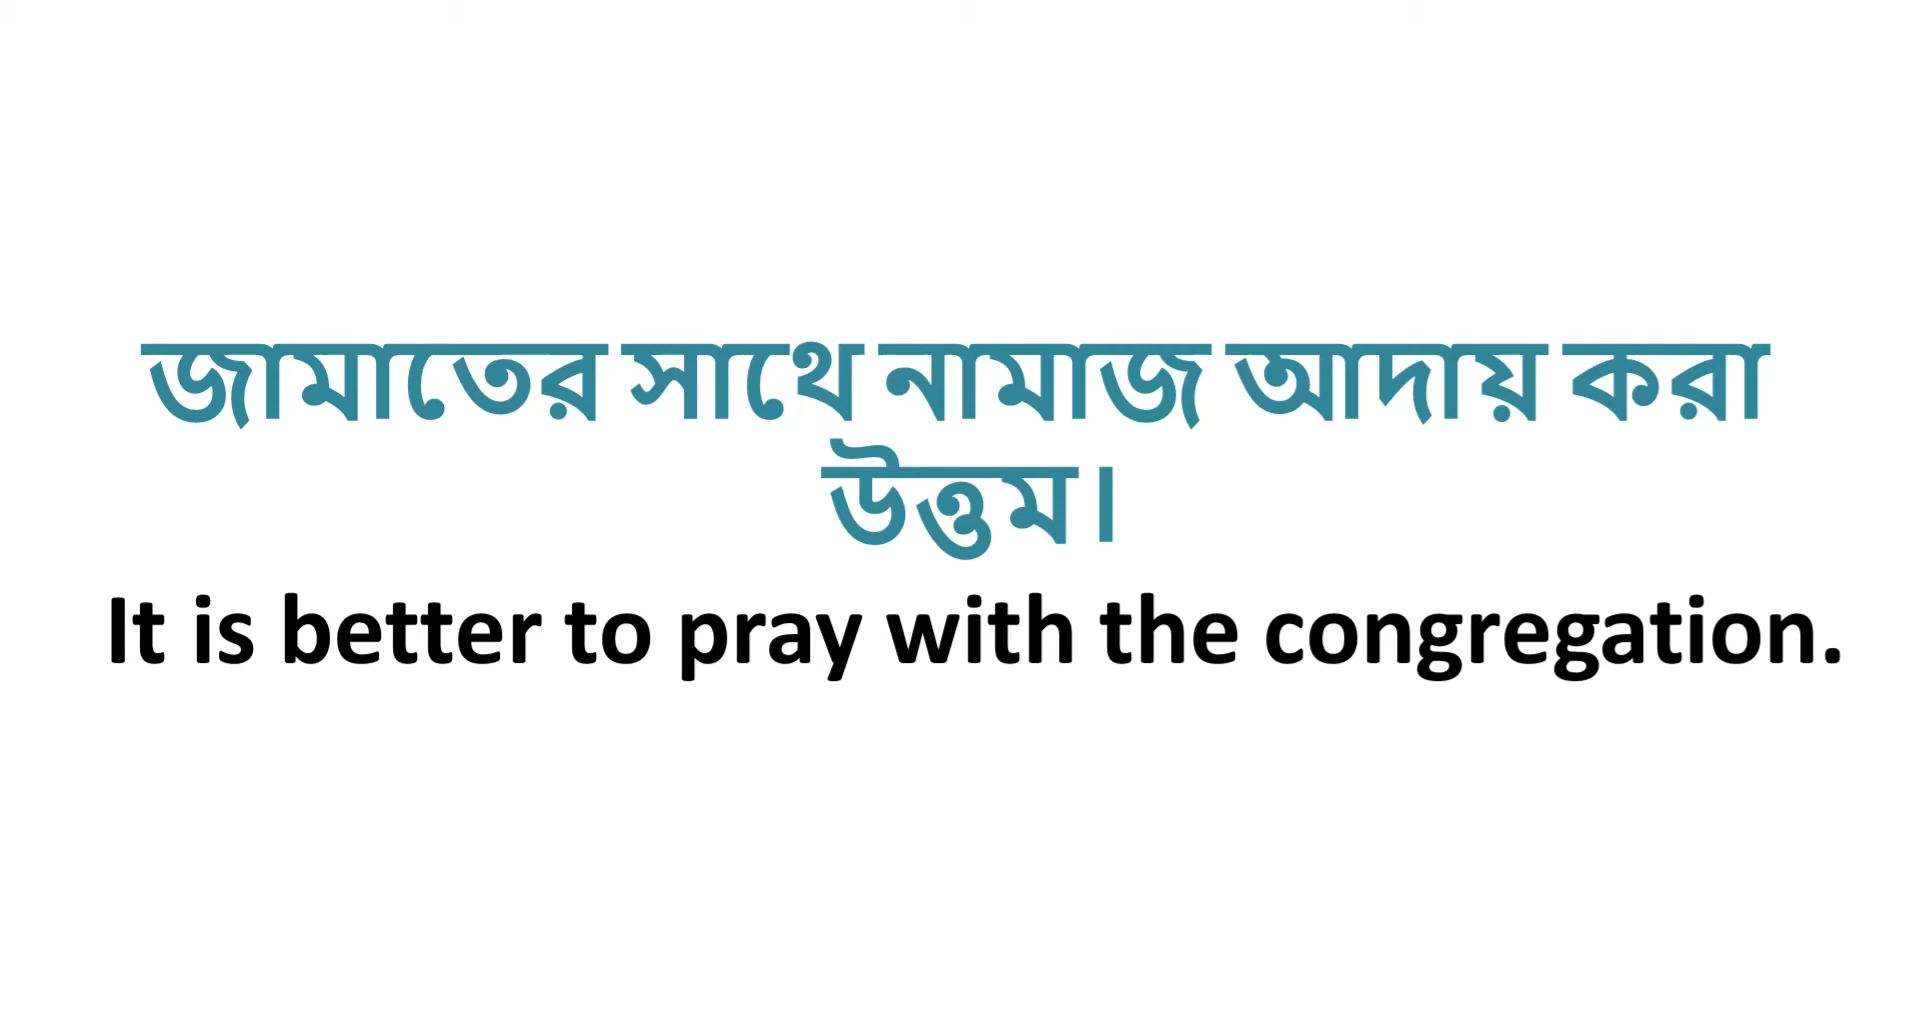 জামাতের সাথে নামাজ আদায় করা
উত্তম।
It is better to pray with the congregation.